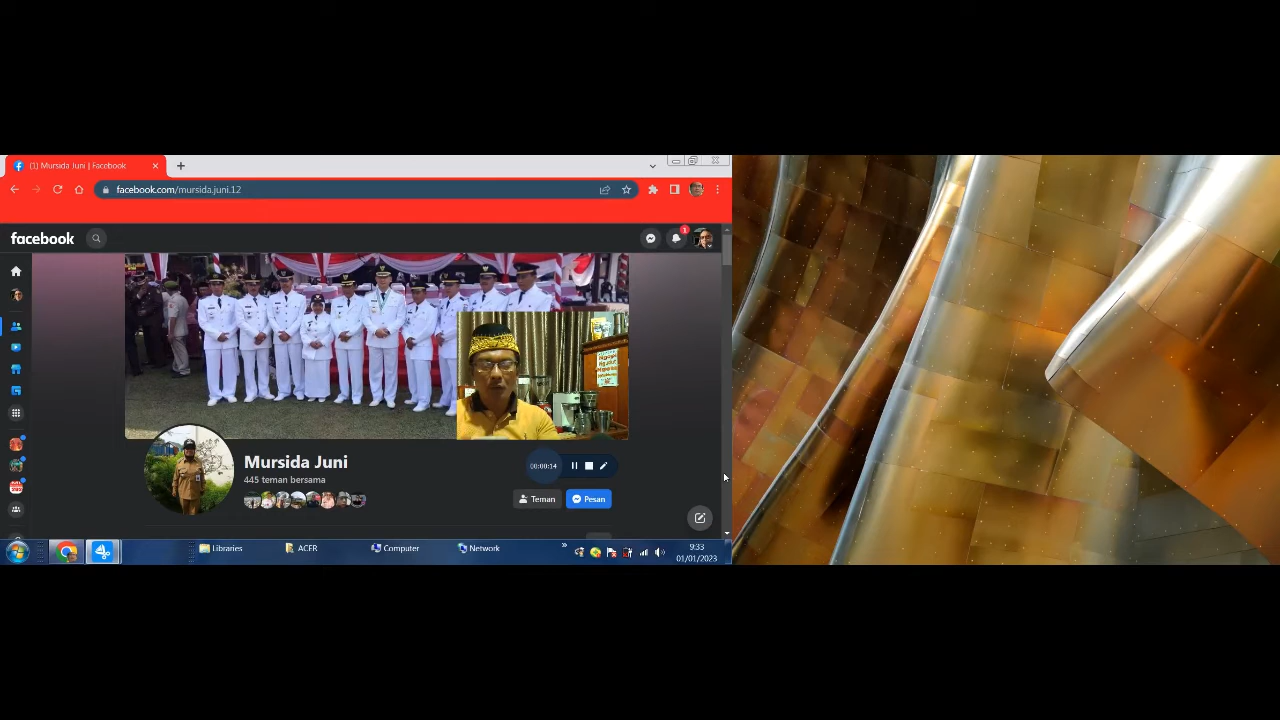 (1) Mursida Juni | Facebook
facebook.com/mursida.juni.12
facebook
1
Mursida Juni
445 teman bersama
00:00:14
Teman
Pesan
Libraries
ACER
Computer
Network
9:33
01/01/2023